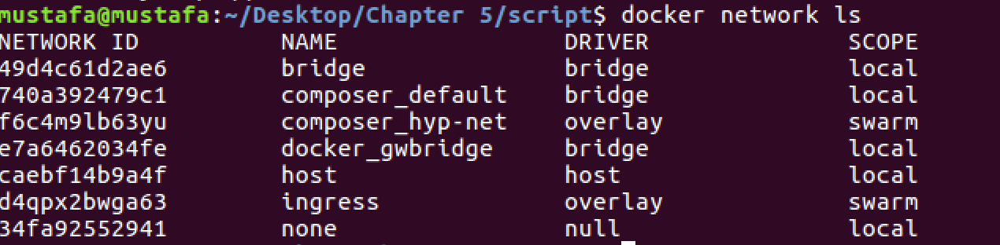 mustafa@mustafa:~/Desktop/Chapter 5/script$ docker network ls
NETWORK ID NAME DRIVER SCOPE
49d4c61d2ae6 bridge bridge local
740a392479c1 composer_default bridge local
f6c4m9lb63yu composer_hyp-net overlay swarm
e7a6462034fe docker_gwbridge bridge local
caebf14b9a4f host host local
d4qpx2bwga63 ingress overlay swarm
34fa92552941 none null local